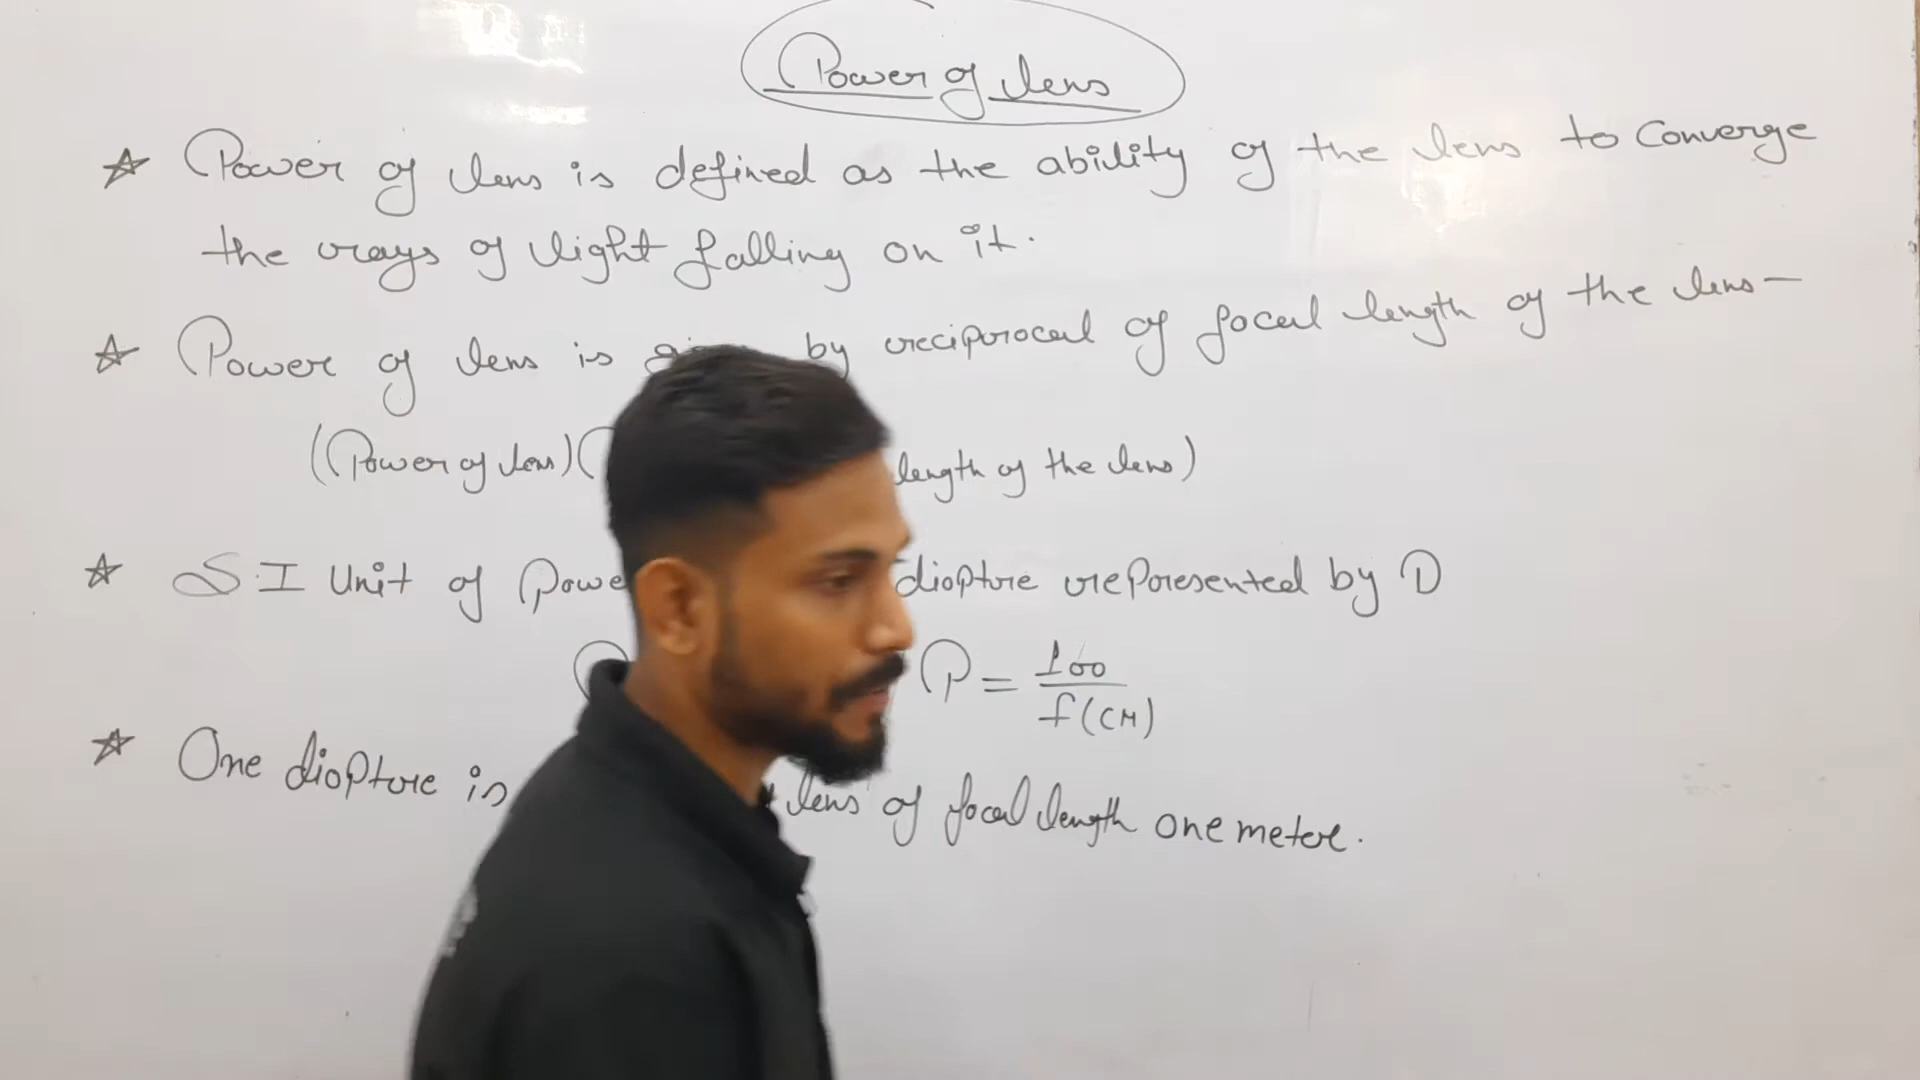 Power of lens
☆ Power of lens is defined as the ability of the lens to converge
the rays of light falling on it.
☆ Power of lens is by reciprocal of focal length of the lens —
(Power of lens) ( length of the lens)
☆ S.I Unit of dioptre represented by D
P = 100 / f(cm)
☆ One dioptre is lens of focal length one meter.